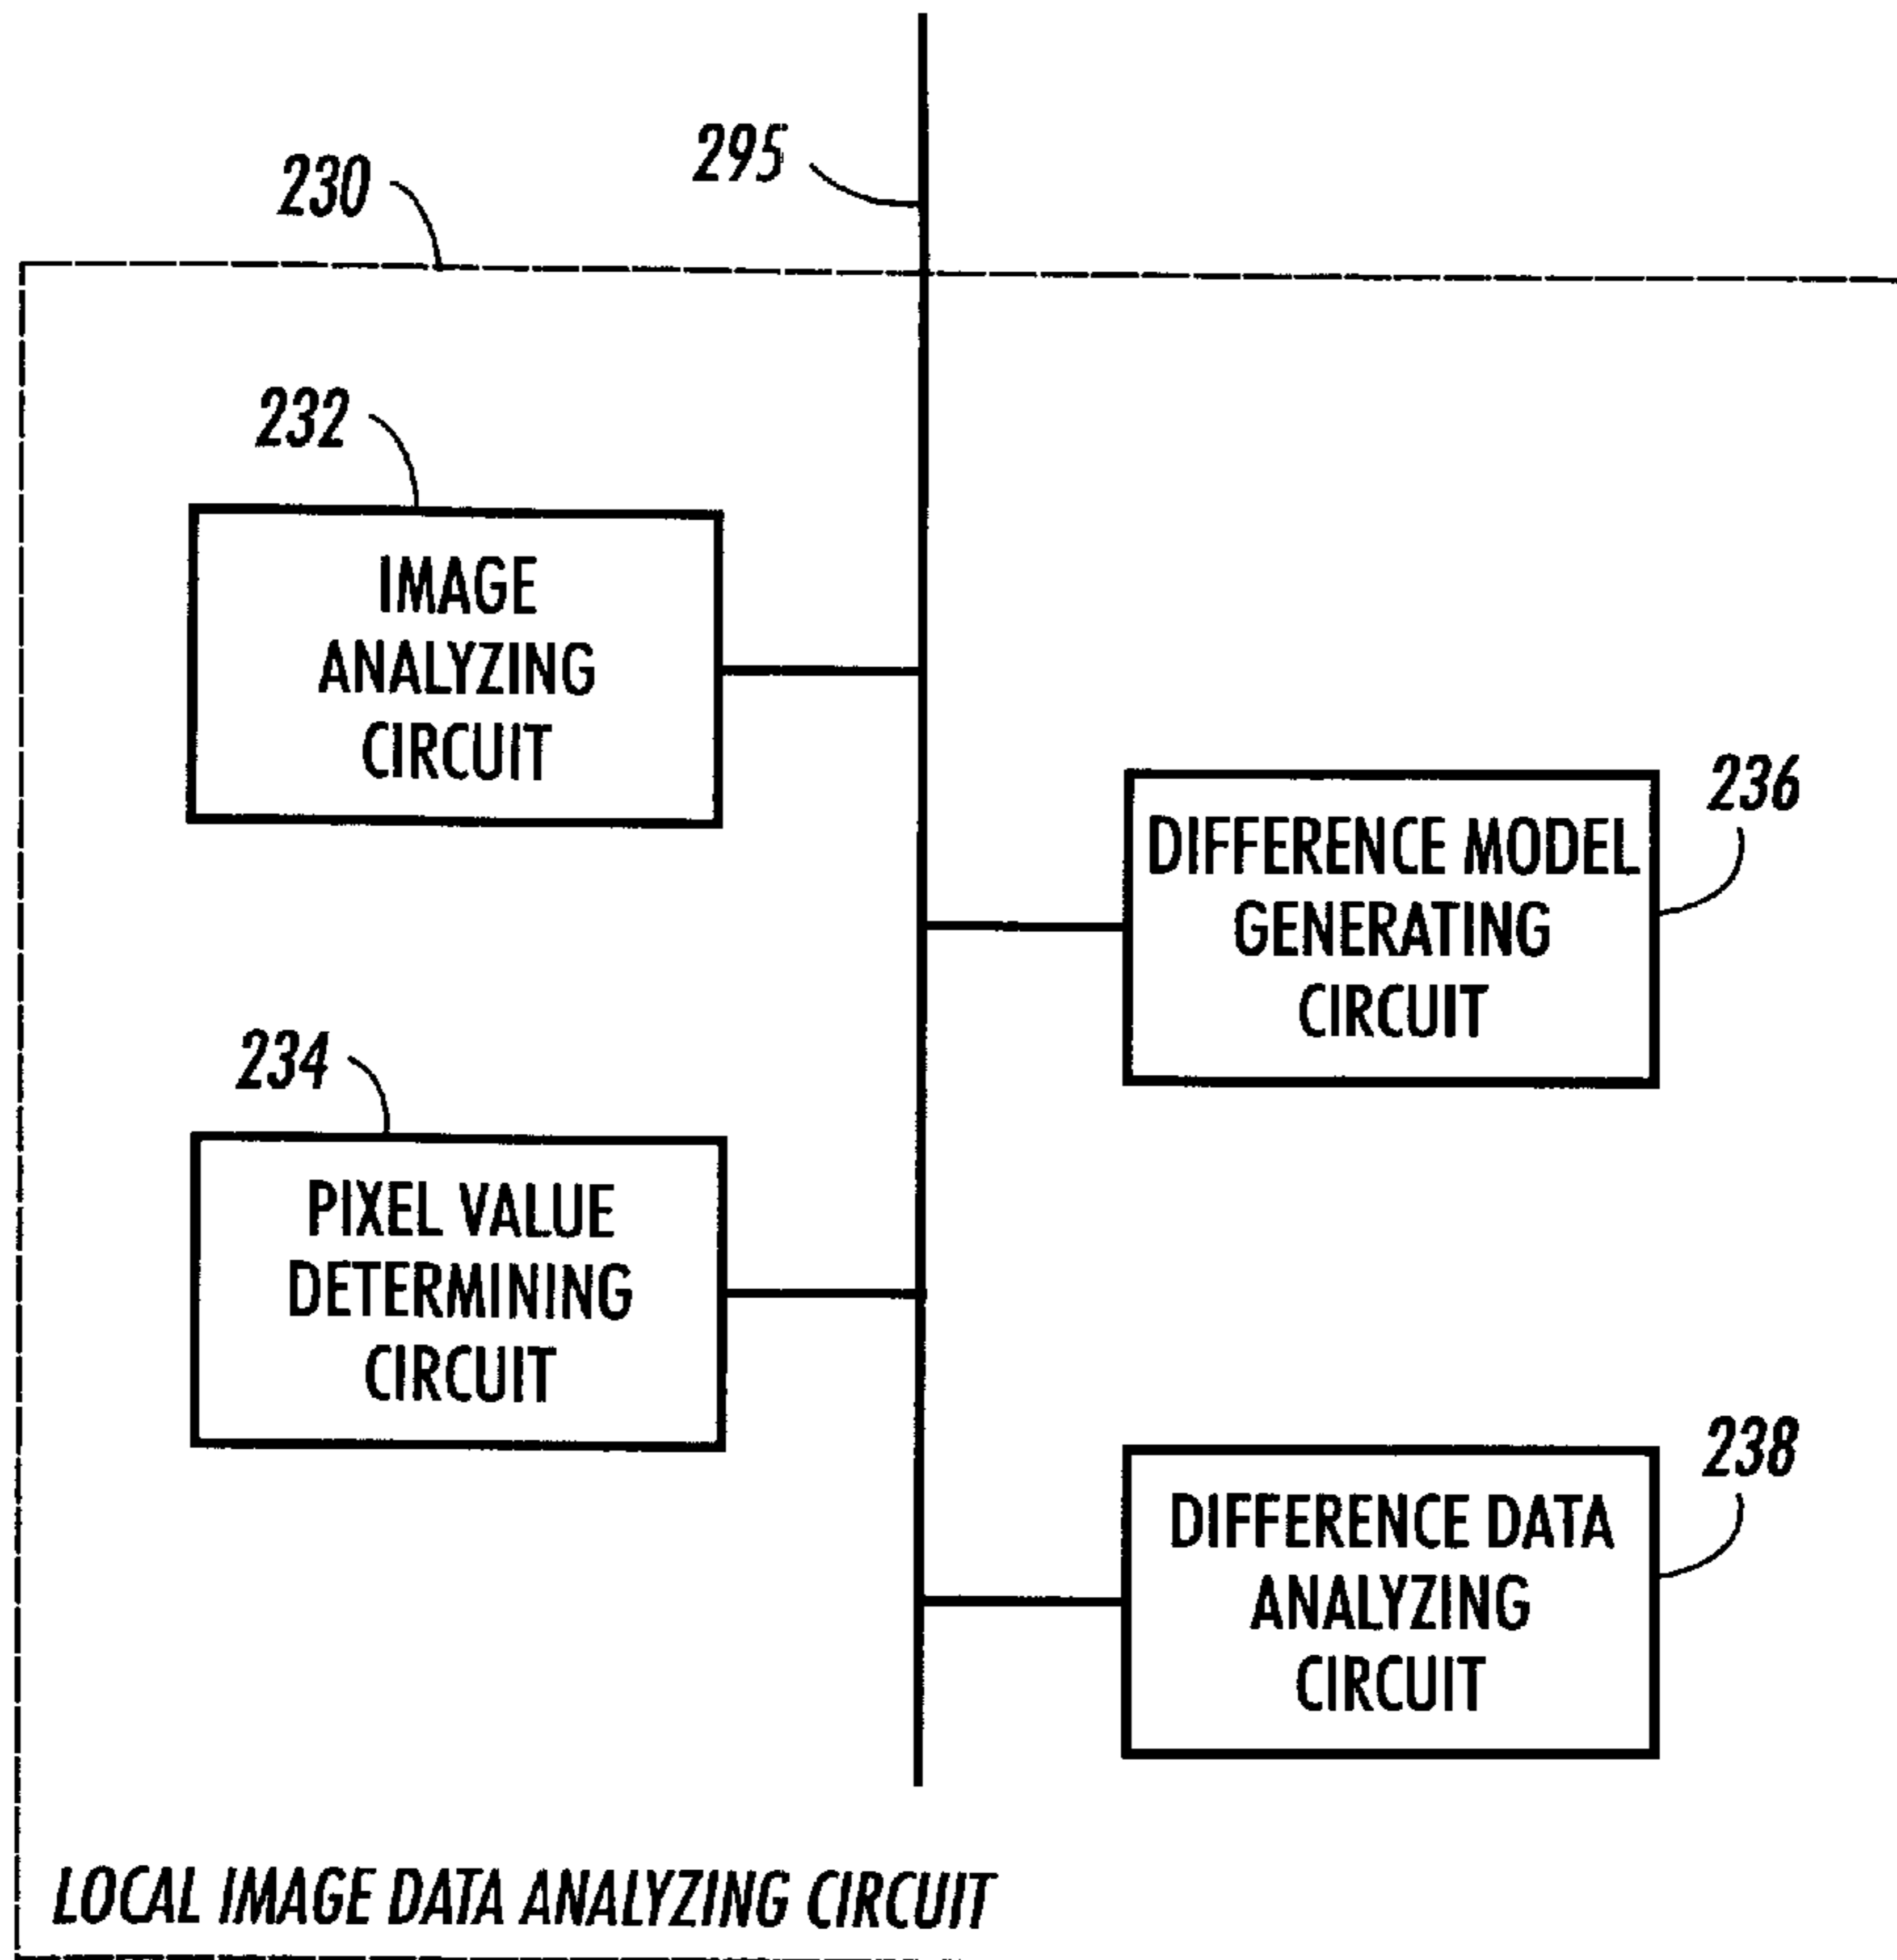 295
230
232
IMAGE
ANALYZING
CIRCUIT
236
DIFFERENCE MODEL
GENERATING
CIRCUIT
234
PIXEL VALUE
DETERMINING
CIRCUIT
238
DIFFERENCE DATA
ANALYZING
CIRCUIT
LOCAL IMAGE DATA ANALYZING CIRCUIT